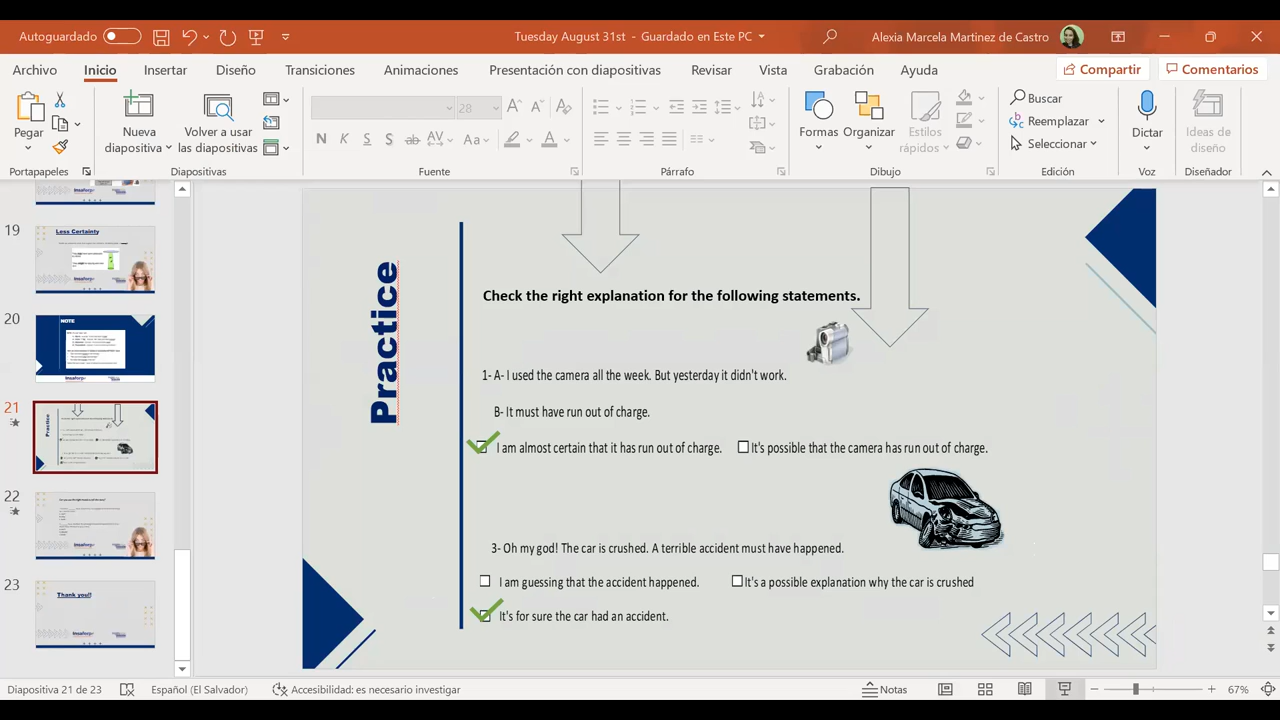 Autoguardado
Tuesday August 31st - Guardado en Este PC
Alexia Marcela Martinez de Castro
Archivo Inicio Insertar Diseño Transiciones Animaciones Presentación con diapositivas Revisar Vista Grabación Ayuda Compartir Comentarios
Pegar
Nueva diapositiva
Volver a usar las diapositivas
28
N K S S ab AV Aa A
Formas Organizar Estilos rápidos
Buscar
Reemplazar
Seleccionar
Dictar
Ideas de diseño
Portapapeles Diapositivas Fuente Párrafo Dibujo Edición Voz Diseñador
19
Less Certainty
20
NOTE
21
22
23
Thank you!!
Practice
Check the right explanation for the following statements.
1- A- I used the camera all the week. But yesterday it didn't work.
B- It must have run out of charge.
I am almost certain that it has run out of charge. It's possible that the camera has run out of charge.
3- Oh my god! The car is crushed. A terrible accident must have happened.
I am guessing that the accident happened. It's a possible explanation why the car is crushed
It's for sure the car had an accident.
Diapositiva 21 de 23 Español (El Salvador) Accesibilidad: es necesario investigar Notas 67%